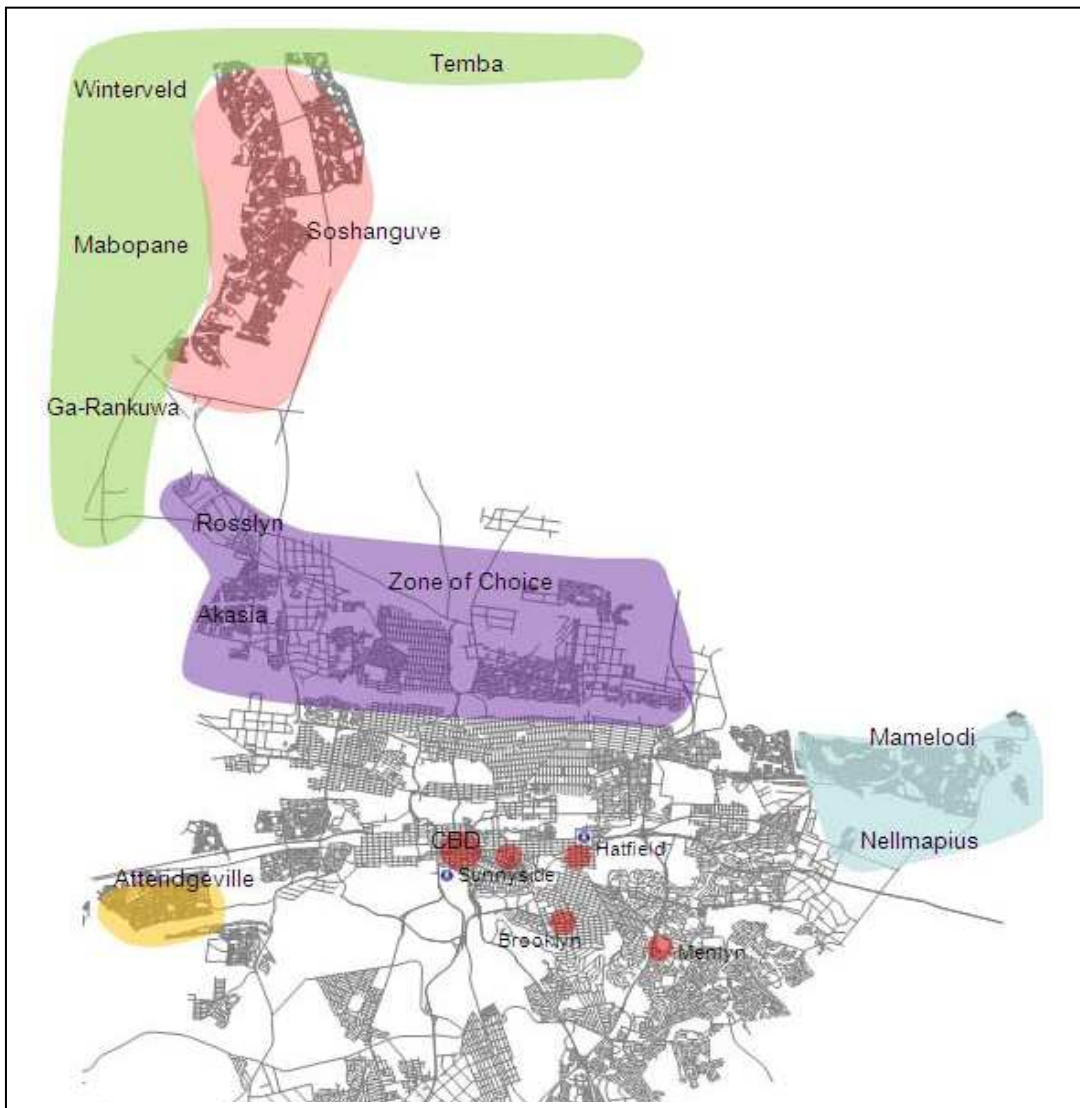 Temba
Winterveld
Soshanguve
Mabopane
Ga-Rankuwa
Rosslyn
Zone of Choice
Akasia
Mamelodi
Nellmapius
CBD
Hatfield
Sunnyside
Atteridgeville
Brooklyn
Menlyn